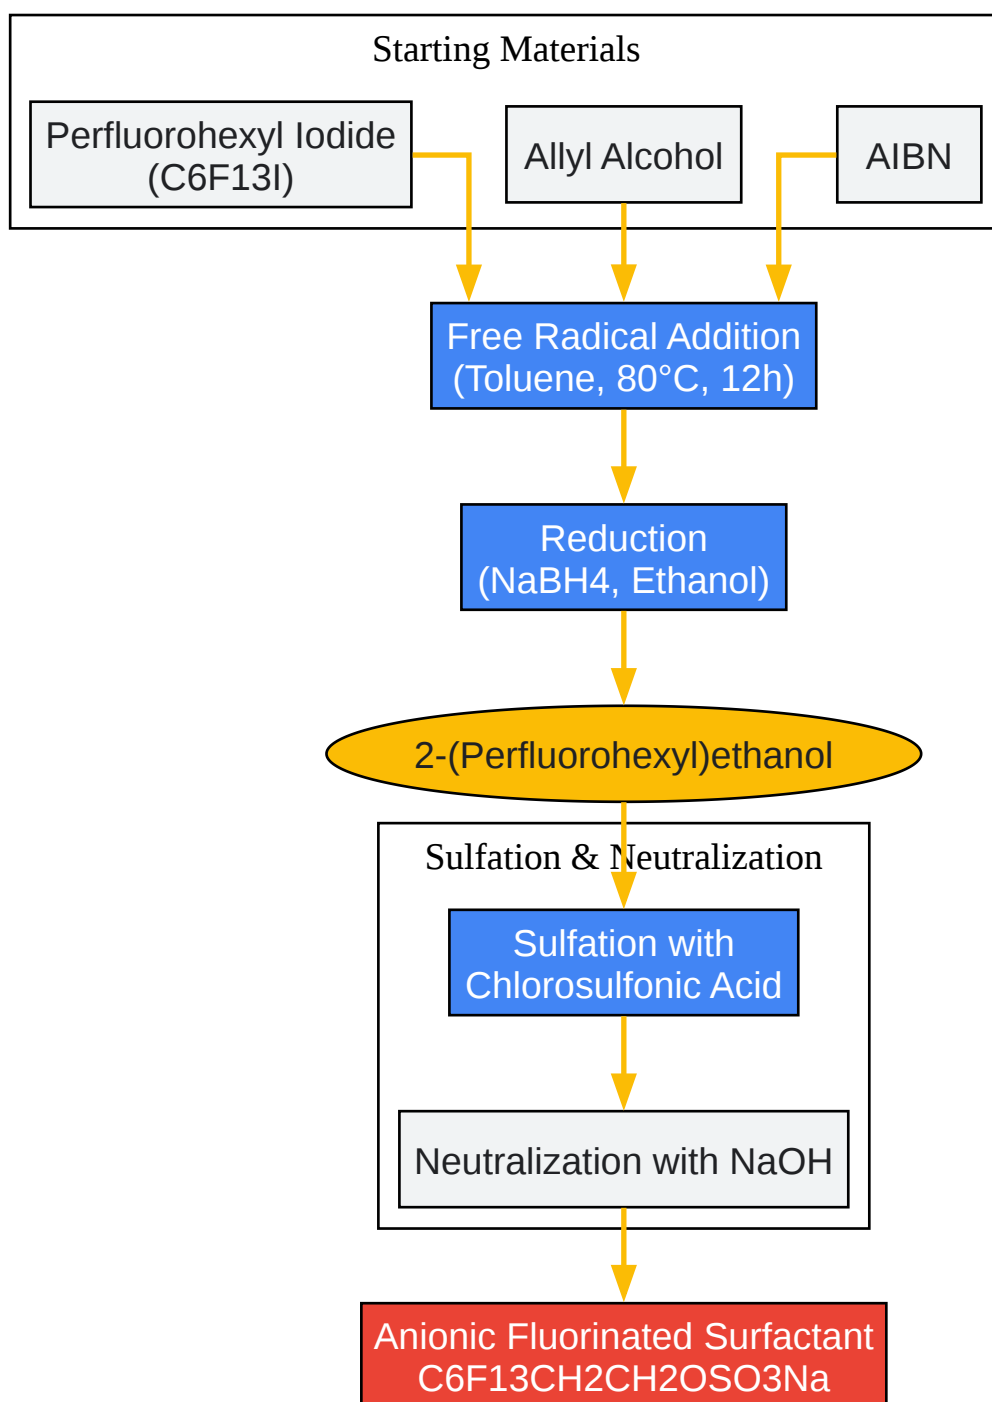 Starting Materials
Perfluorohexyl Iodide
(C6F13I)
Allyl Alcohol
AIBN
Free Radical Addition
(Toluene, 80°C, 12h)
Reduction
(NaBH4, Ethanol)
2-(Perfluorohexyl)ethanol
Sulfation & Neutralization
Sulfation with
Chlorosulfonic Acid
Neutralization with NaOH
Anionic Fluorinated Surfactant
C6F13CH2CH2OSO3Na